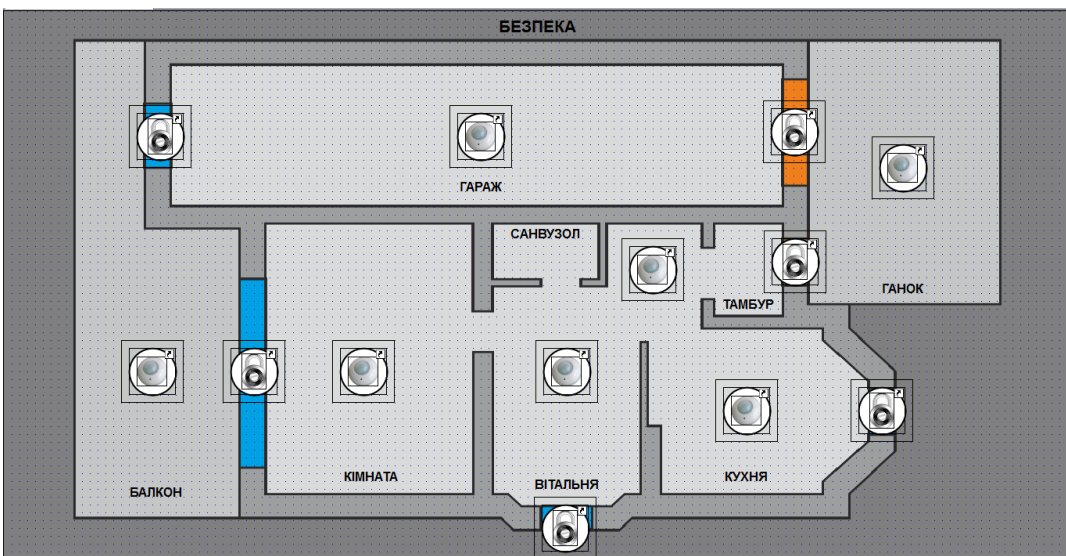 БЕЗПЕКА
ГАРАЖ
САНВУЗОЛ
ГАНОК
ТАМБУР
КІМНАТА
КУХНЯ
ВІТАЛЬНЯ
БАЛКОН